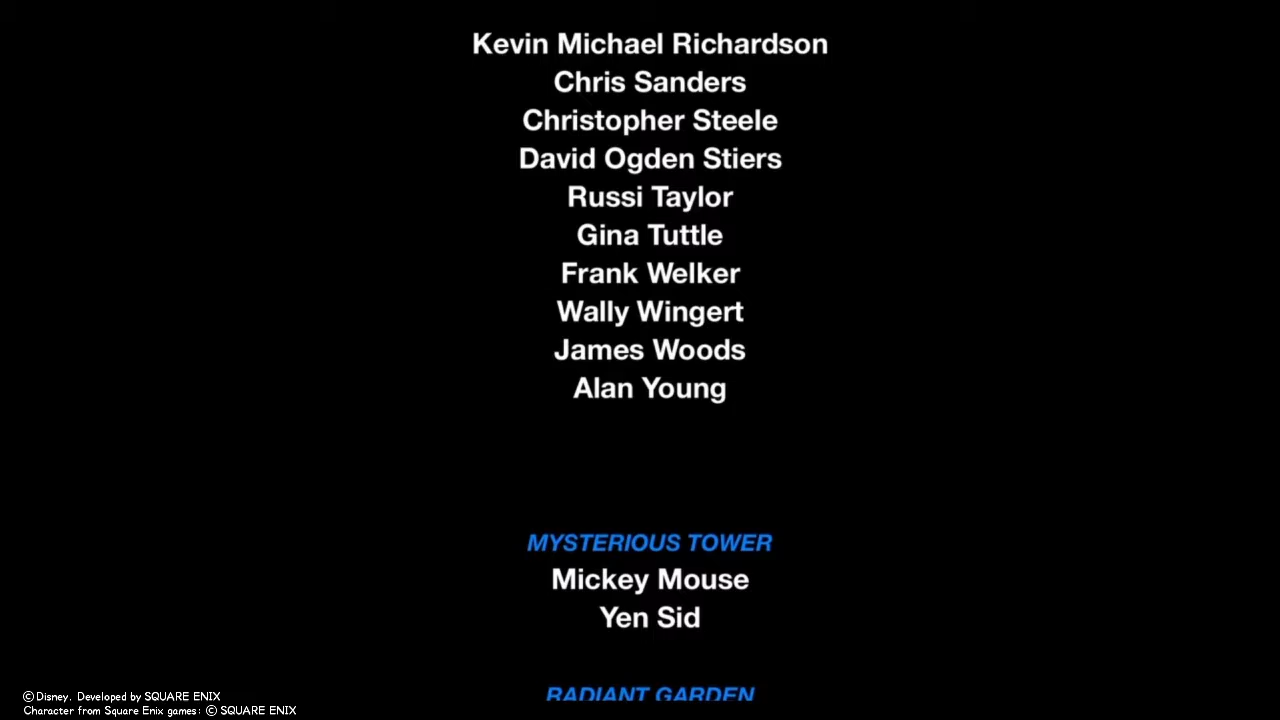 Kevin Michael Richardson
Chris Sanders
Christopher Steele
David Ogden Stiers
Russi Taylor
Gina Tuttle
Frank Welker
Wally Wingert
James Woods
Alan Young
MYSTERIOUS TOWER
Mickey Mouse
Yen Sid
RADIANT GARDEN
© Disney. Developed by SQUARE ENIX
Character from Square Enix games: © SQUARE ENIX